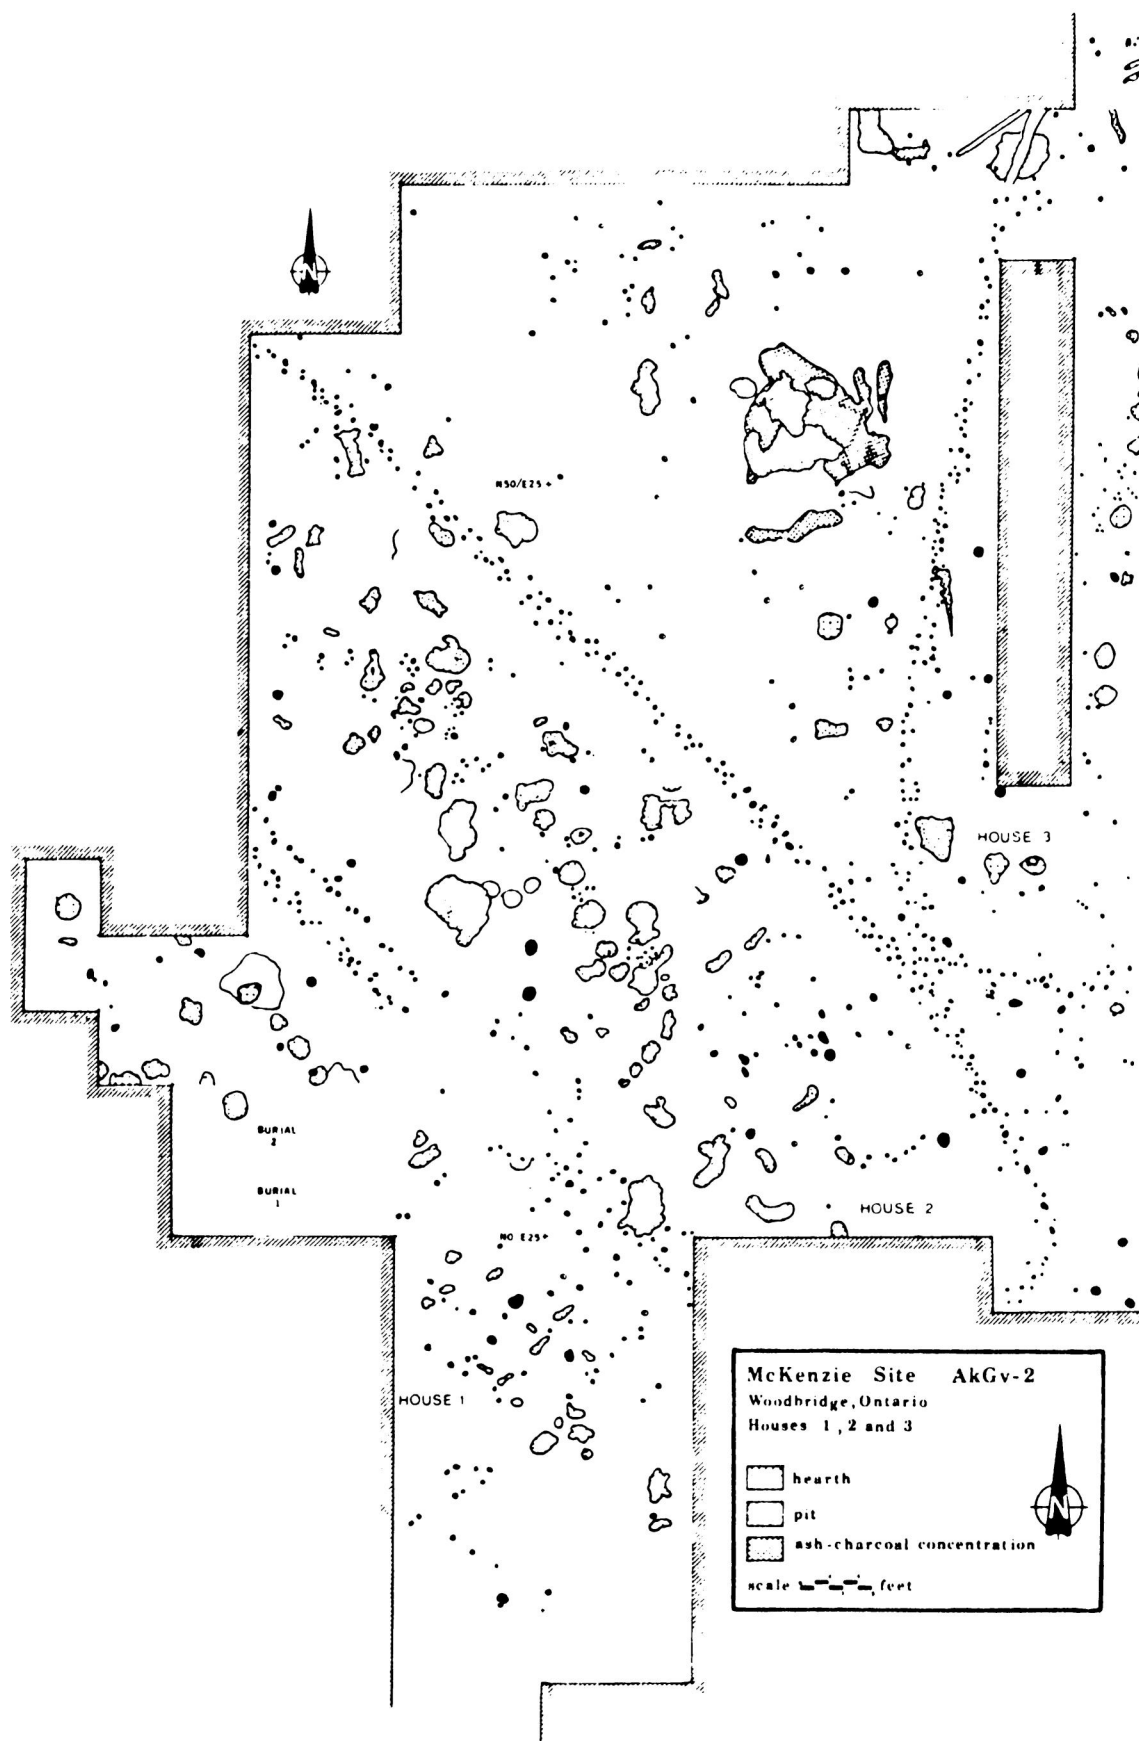 N
N50/E25+
HOUSE 3
BURIAL
2
BURIAL
1
HOUSE 2
N0 E25+
HOUSE 1
McKenzie Site AkGv-2
Woodbridge, Ontario
Houses 1, 2 and 3
hearth
pit
ash-charcoal concentration
scale feet
N